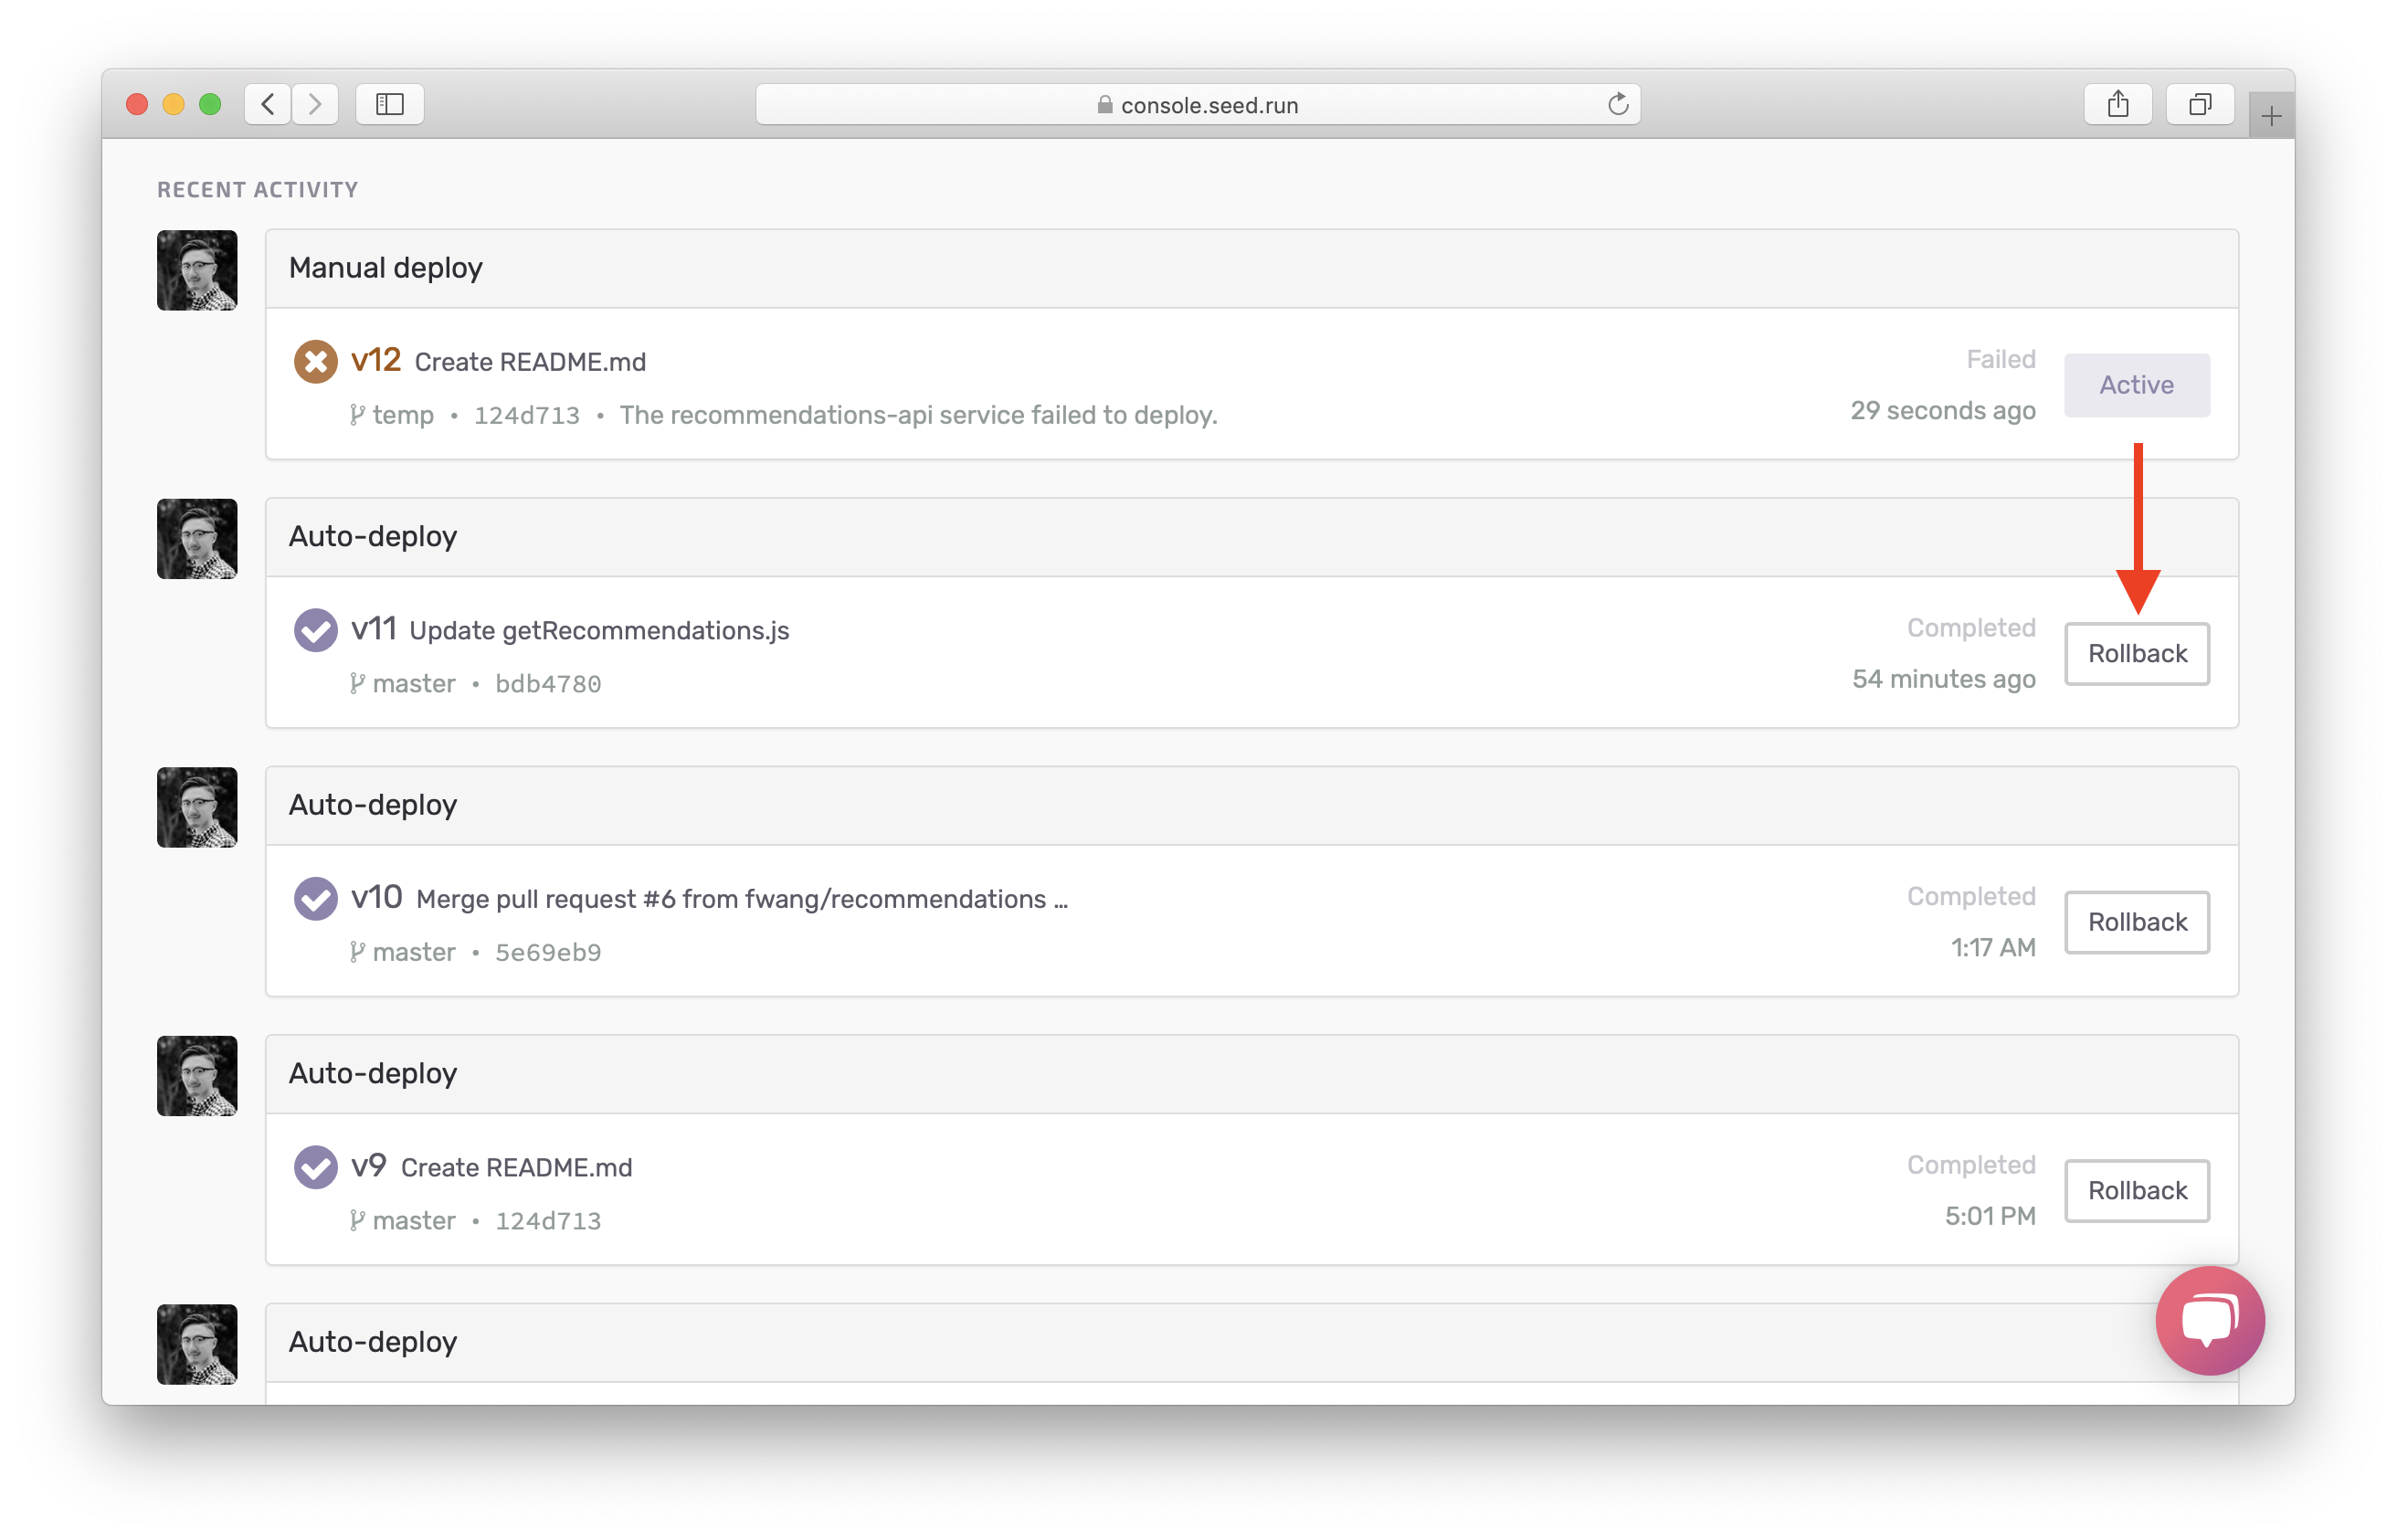 console.seed.run
RECENT ACTIVITY
Manual deploy
v12 Create README.md
Failed
Active
temp • 124d713 • The recommendations-api service failed to deploy.
29 seconds ago
Auto-deploy
v11 Update getRecommendations.js
Completed
Rollback
master • bdb4780
54 minutes ago
Auto-deploy
v10 Merge pull request #6 from fwang/recommendations ...
Completed
Rollback
master • 5e69eb9
1:17 AM
Auto-deploy
v9 Create README.md
Completed
Rollback
master • 124d713
5:01 PM
Auto-deploy